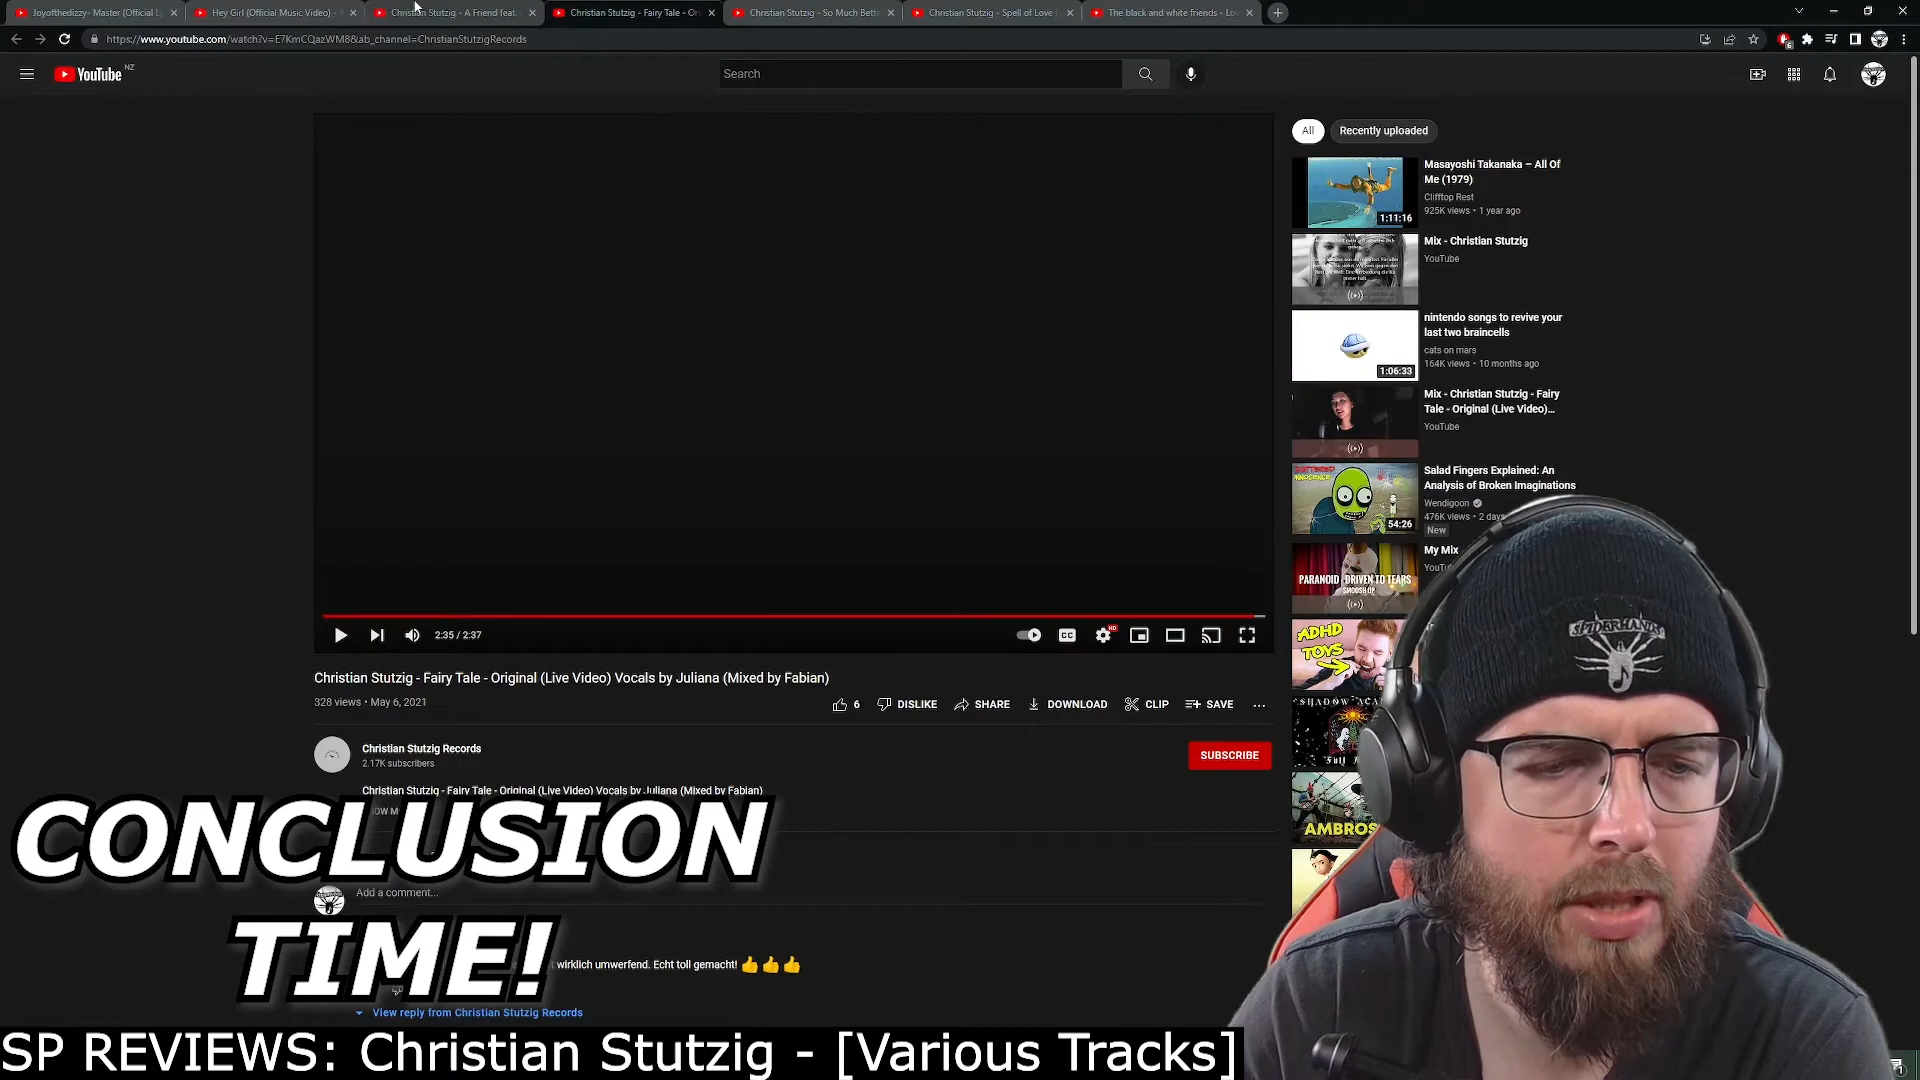 Joyofthedizzy- Master (Official L
Hey Girl (Official Music Video) -
Christian Stutzig - A Friend feat.
Christian Stutzig - Fairy Tale - Or
Christian Stutzig - So Much Bette
Christian Stutzig - Spell of Love
The black and white friends - Lo
https://www.youtube.com/watch?v=E7KmCQazWM8&ab_channel=ChristianStutzigRecords
YouTube NZ
Search
All
Recently uploaded
Masayoshi Takanaka – All Of
Me (1979)
Clifftop Rest
925K views • 1 year ago
1:11:16
Mix - Christian Stutzig
YouTube
nintendo songs to revive your
last two braincells
cats on mars
164K views • 10 months ago
1:06:33
Mix - Christian Stutzig - Fairy
Tale - Original (Live Video)...
YouTube
Salad Fingers Explained: An
Analysis of Broken Imaginations
Wendigoon
476K views • 2 days
New
54:26
My Mix
YouTu
PARANOID - DRIVEN TO TEARS
SMOOSH UP
ADHD
TOYS
SHADOW ACA
AMBROS
SPIDERHANDS
2:35 / 2:37
CC
HD
Christian Stutzig - Fairy Tale - Original (Live Video) Vocals by Juliana (Mixed by Fabian)
328 views • May 6, 2021
6
DISLIKE
SHARE
DOWNLOAD
CLIP
SAVE
Christian Stutzig Records
2.17K subscribers
SUBSCRIBE
Christian Stutzig - Fairy Tale - Original (Live Video) Vocals by Juliana (Mixed by Fabian)
CONCLUSION
TIME!
Add a comment...
wirklich umwerfend. Echt toll gemacht! 👍 👍 👍
View reply from Christian Stutzig Records
SP REVIEWS: Christian Stutzig - [Various Tracks]